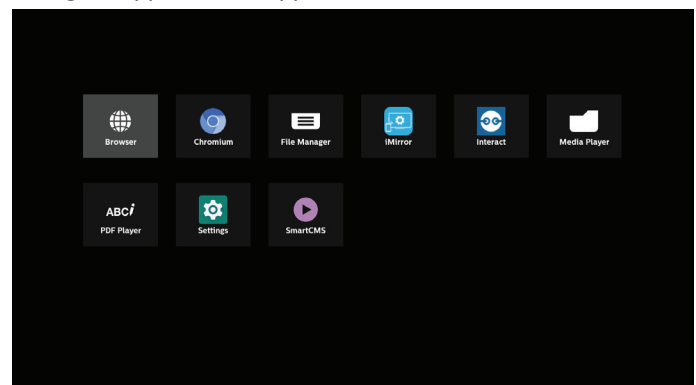 Browser
Chromium
File Manager
iMirror
Interact
Media Player
ABCi
PDF Player
Settings
SmartCMS